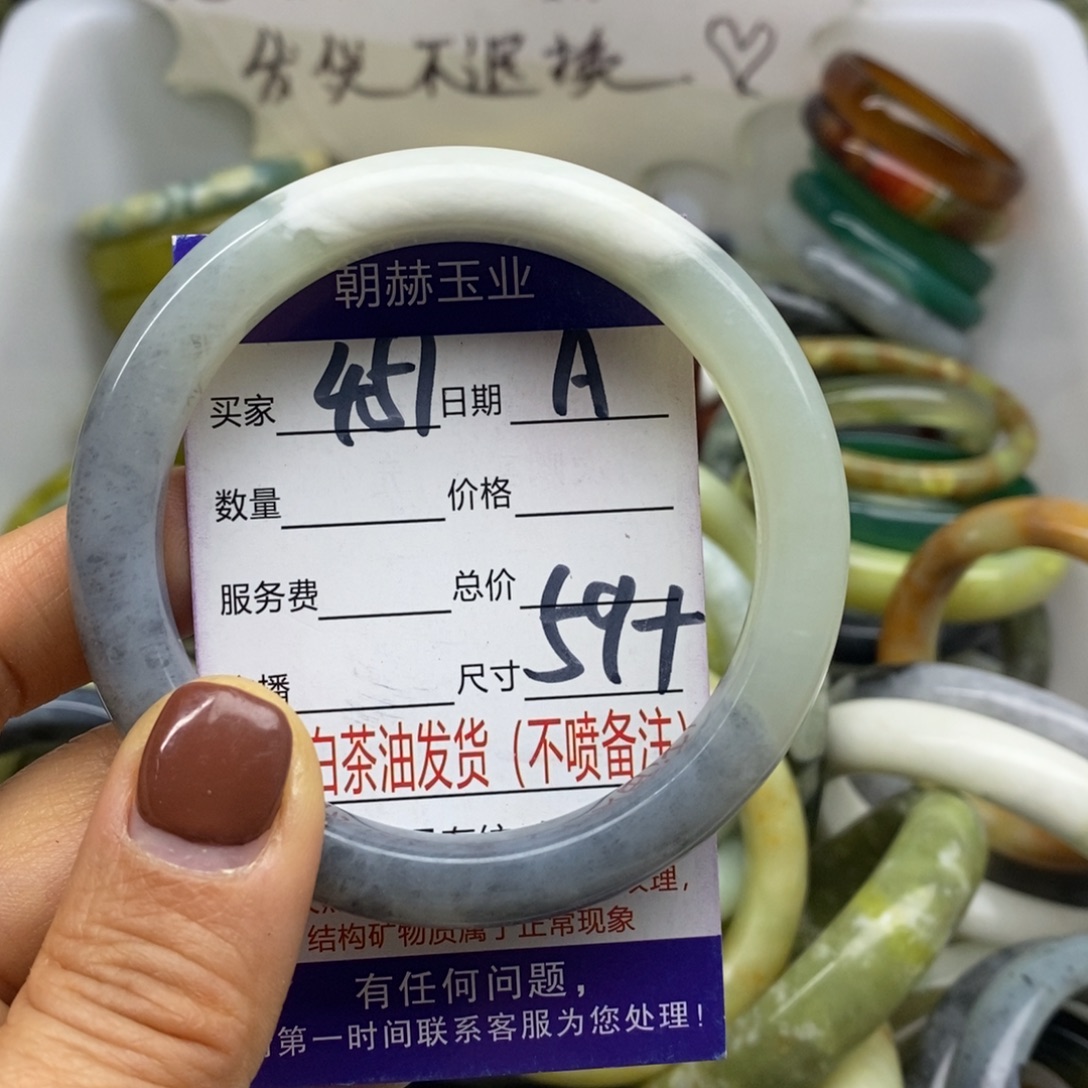 不退换
朝赫玉业
买家 451 日期 A
数量 价格
服务费 总价
播 尺寸 59+
白茶油发货（不喷备注）
理，
结构矿物质属于正常现象
有任何问题，
第一时间联系客服为您处理！